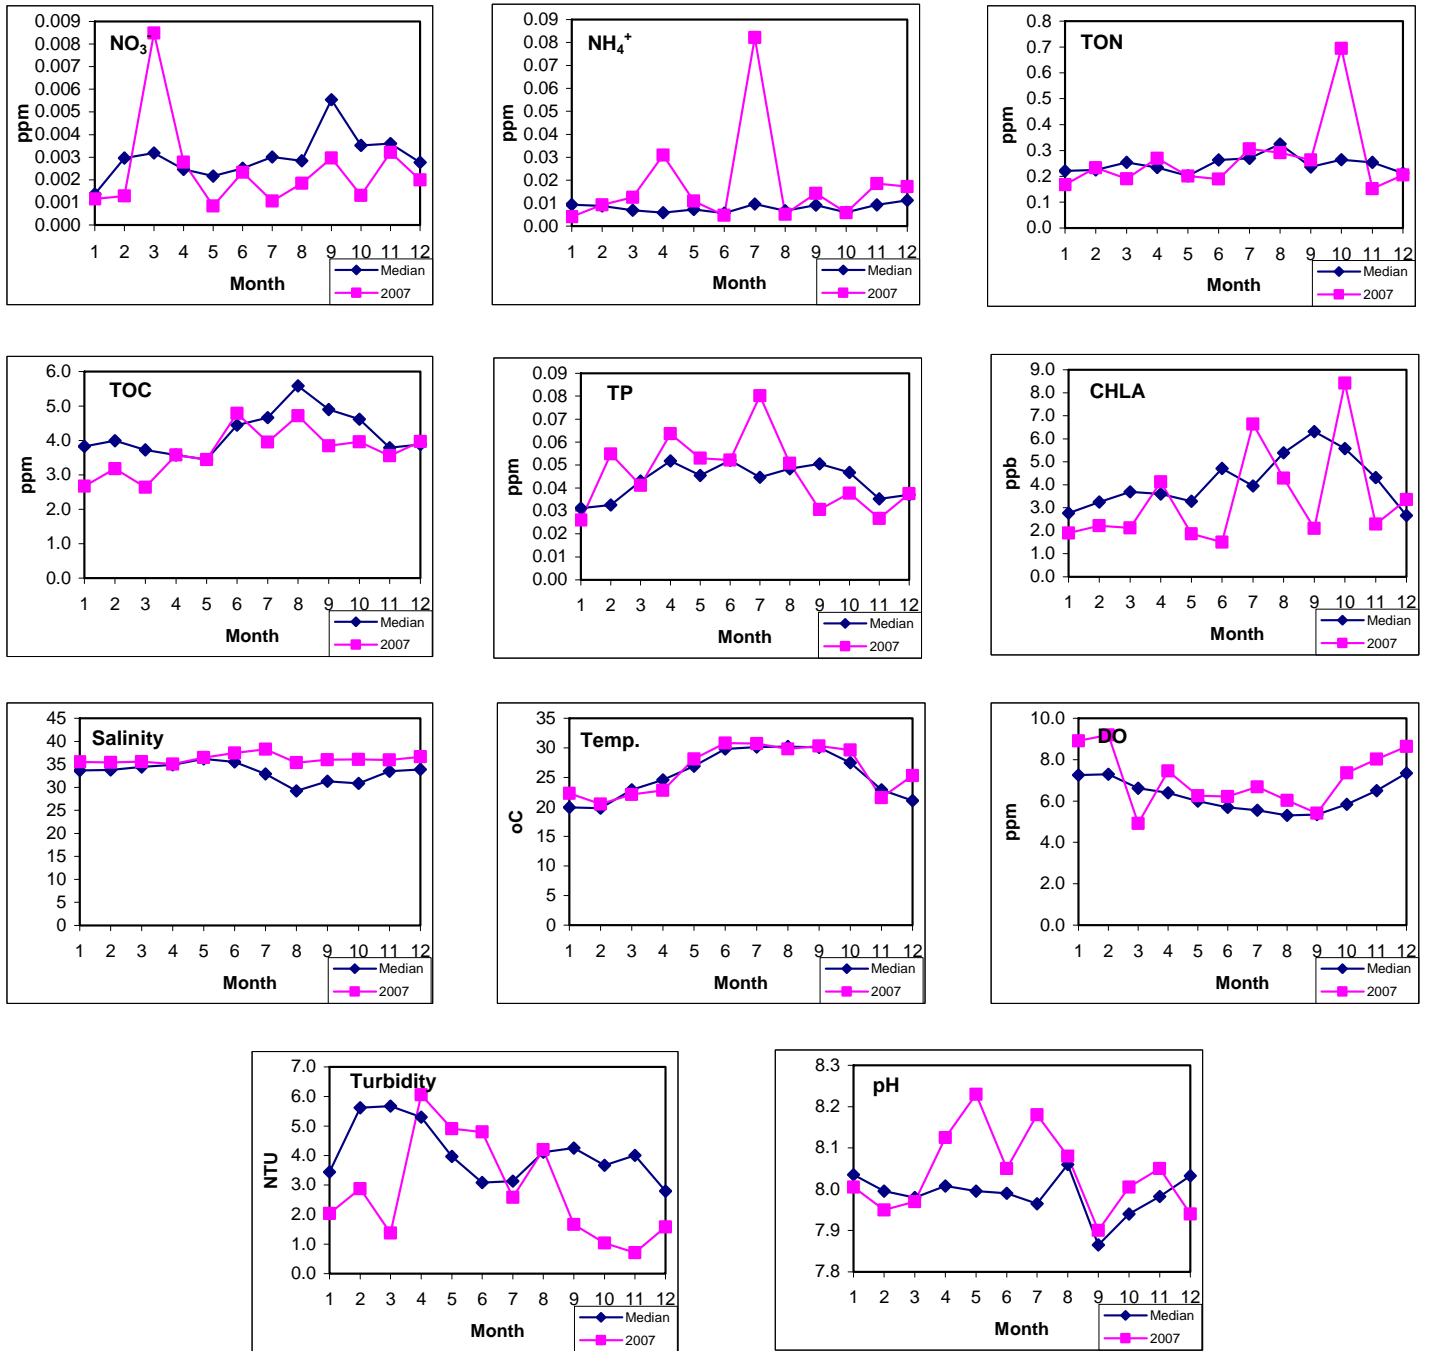 NO3-
ppm
0.009
0.008
0.007
0.006
0.005
0.004
0.003
0.002
0.001
0.000
1 2 3 4 5 6 7 8 9 10 11 12
Month
Median
2007
NH4+
ppm
0.09
0.08
0.07
0.06
0.05
0.04
0.03
0.02
0.01
0.00
1 2 3 4 5 6 7 8 9 10 11 12
Month
Median
2007
TON
ppm
0.8
0.7
0.6
0.5
0.4
0.3
0.2
0.1
0.0
1 2 3 4 5 6 7 8 9 10 11 12
Month
Median
2007
TOC
ppm
6.0
5.0
4.0
3.0
2.0
1.0
0.0
1 2 3 4 5 6 7 8 9 10 11 12
Month
Median
2007
TP
ppm
0.09
0.08
0.07
0.06
0.05
0.04
0.03
0.02
0.01
0.00
1 2 3 4 5 6 7 8 9 10 11 12
Month
Median
2007
CHLA
ppb
9.0
8.0
7.0
6.0
5.0
4.0
3.0
2.0
1.0
0.0
1 2 3 4 5 6 7 8 9 10 11 12
Month
Median
2007
Salinity
45
40
35
30
25
20
15
10
5
0
1 2 3 4 5 6 7 8 9 10 11 12
Month
Median
2007
Temp.
oC
35
30
25
20
15
10
5
0
1 2 3 4 5 6 7 8 9 10 11 12
Month
Median
2007
DO
ppm
10.0
8.0
6.0
4.0
2.0
0.0
1 2 3 4 5 6 7 8 9 10 11 12
Month
Median
2007
Turbidity
NTU
7.0
6.0
5.0
4.0
3.0
2.0
1.0
0.0
1 2 3 4 5 6 7 8 9 10 11 12
Month
Median
2007
pH
8.3
8.2
8.1
8.0
7.9
7.8
1 2 3 4 5 6 7 8 9 10 11 12
Month
Median
2007